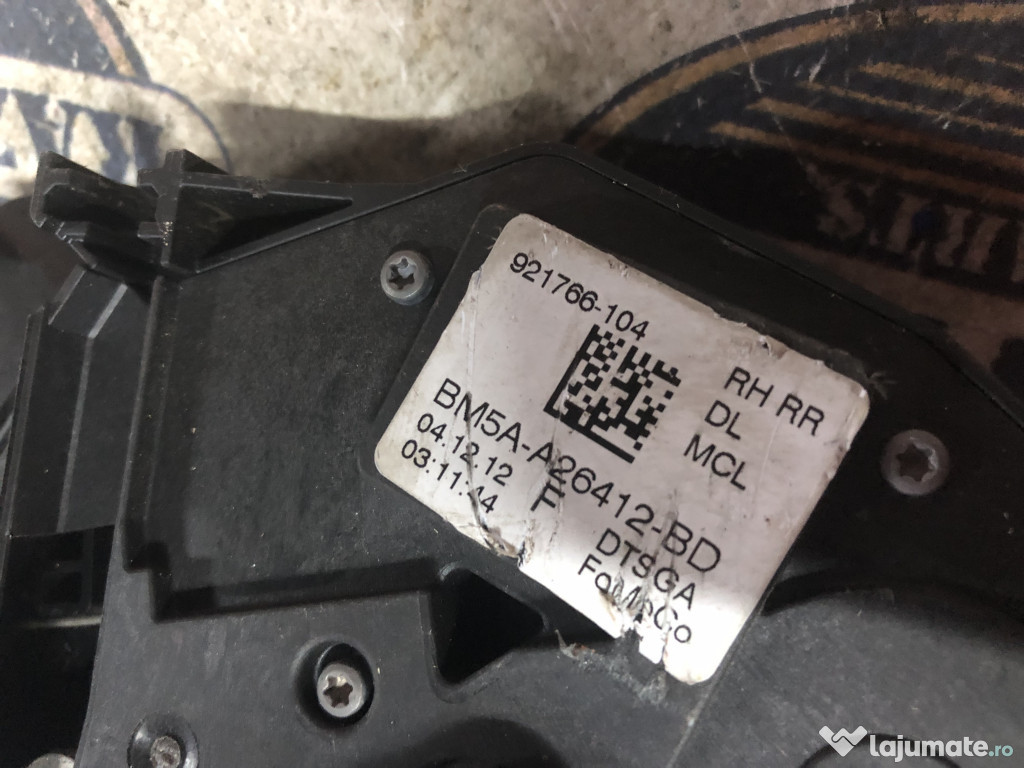 921766-104
RH RR
DL
MCL
BM5A-A26412-BD
04.12.12
F
DTSGA
03:11:44
FoMoCo
lajumate.ro